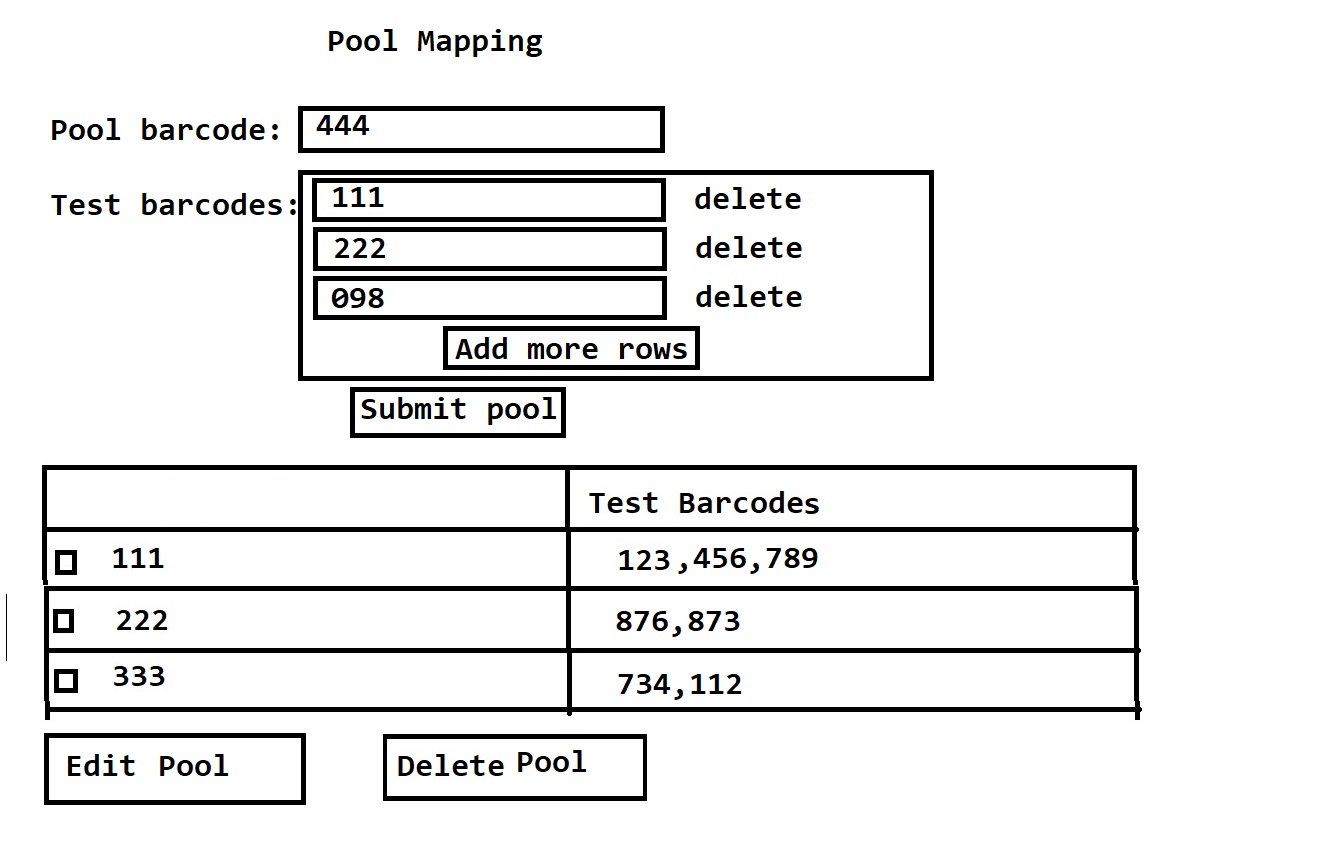 Pool Mapping
Pool barcode: 444
Test barcodes: 111 delete
222 delete
098 delete
Add more rows
Submit pool
Test Barcodes
111 123,456,789
222 876,873
333 734,112
Edit Pool Delete Pool